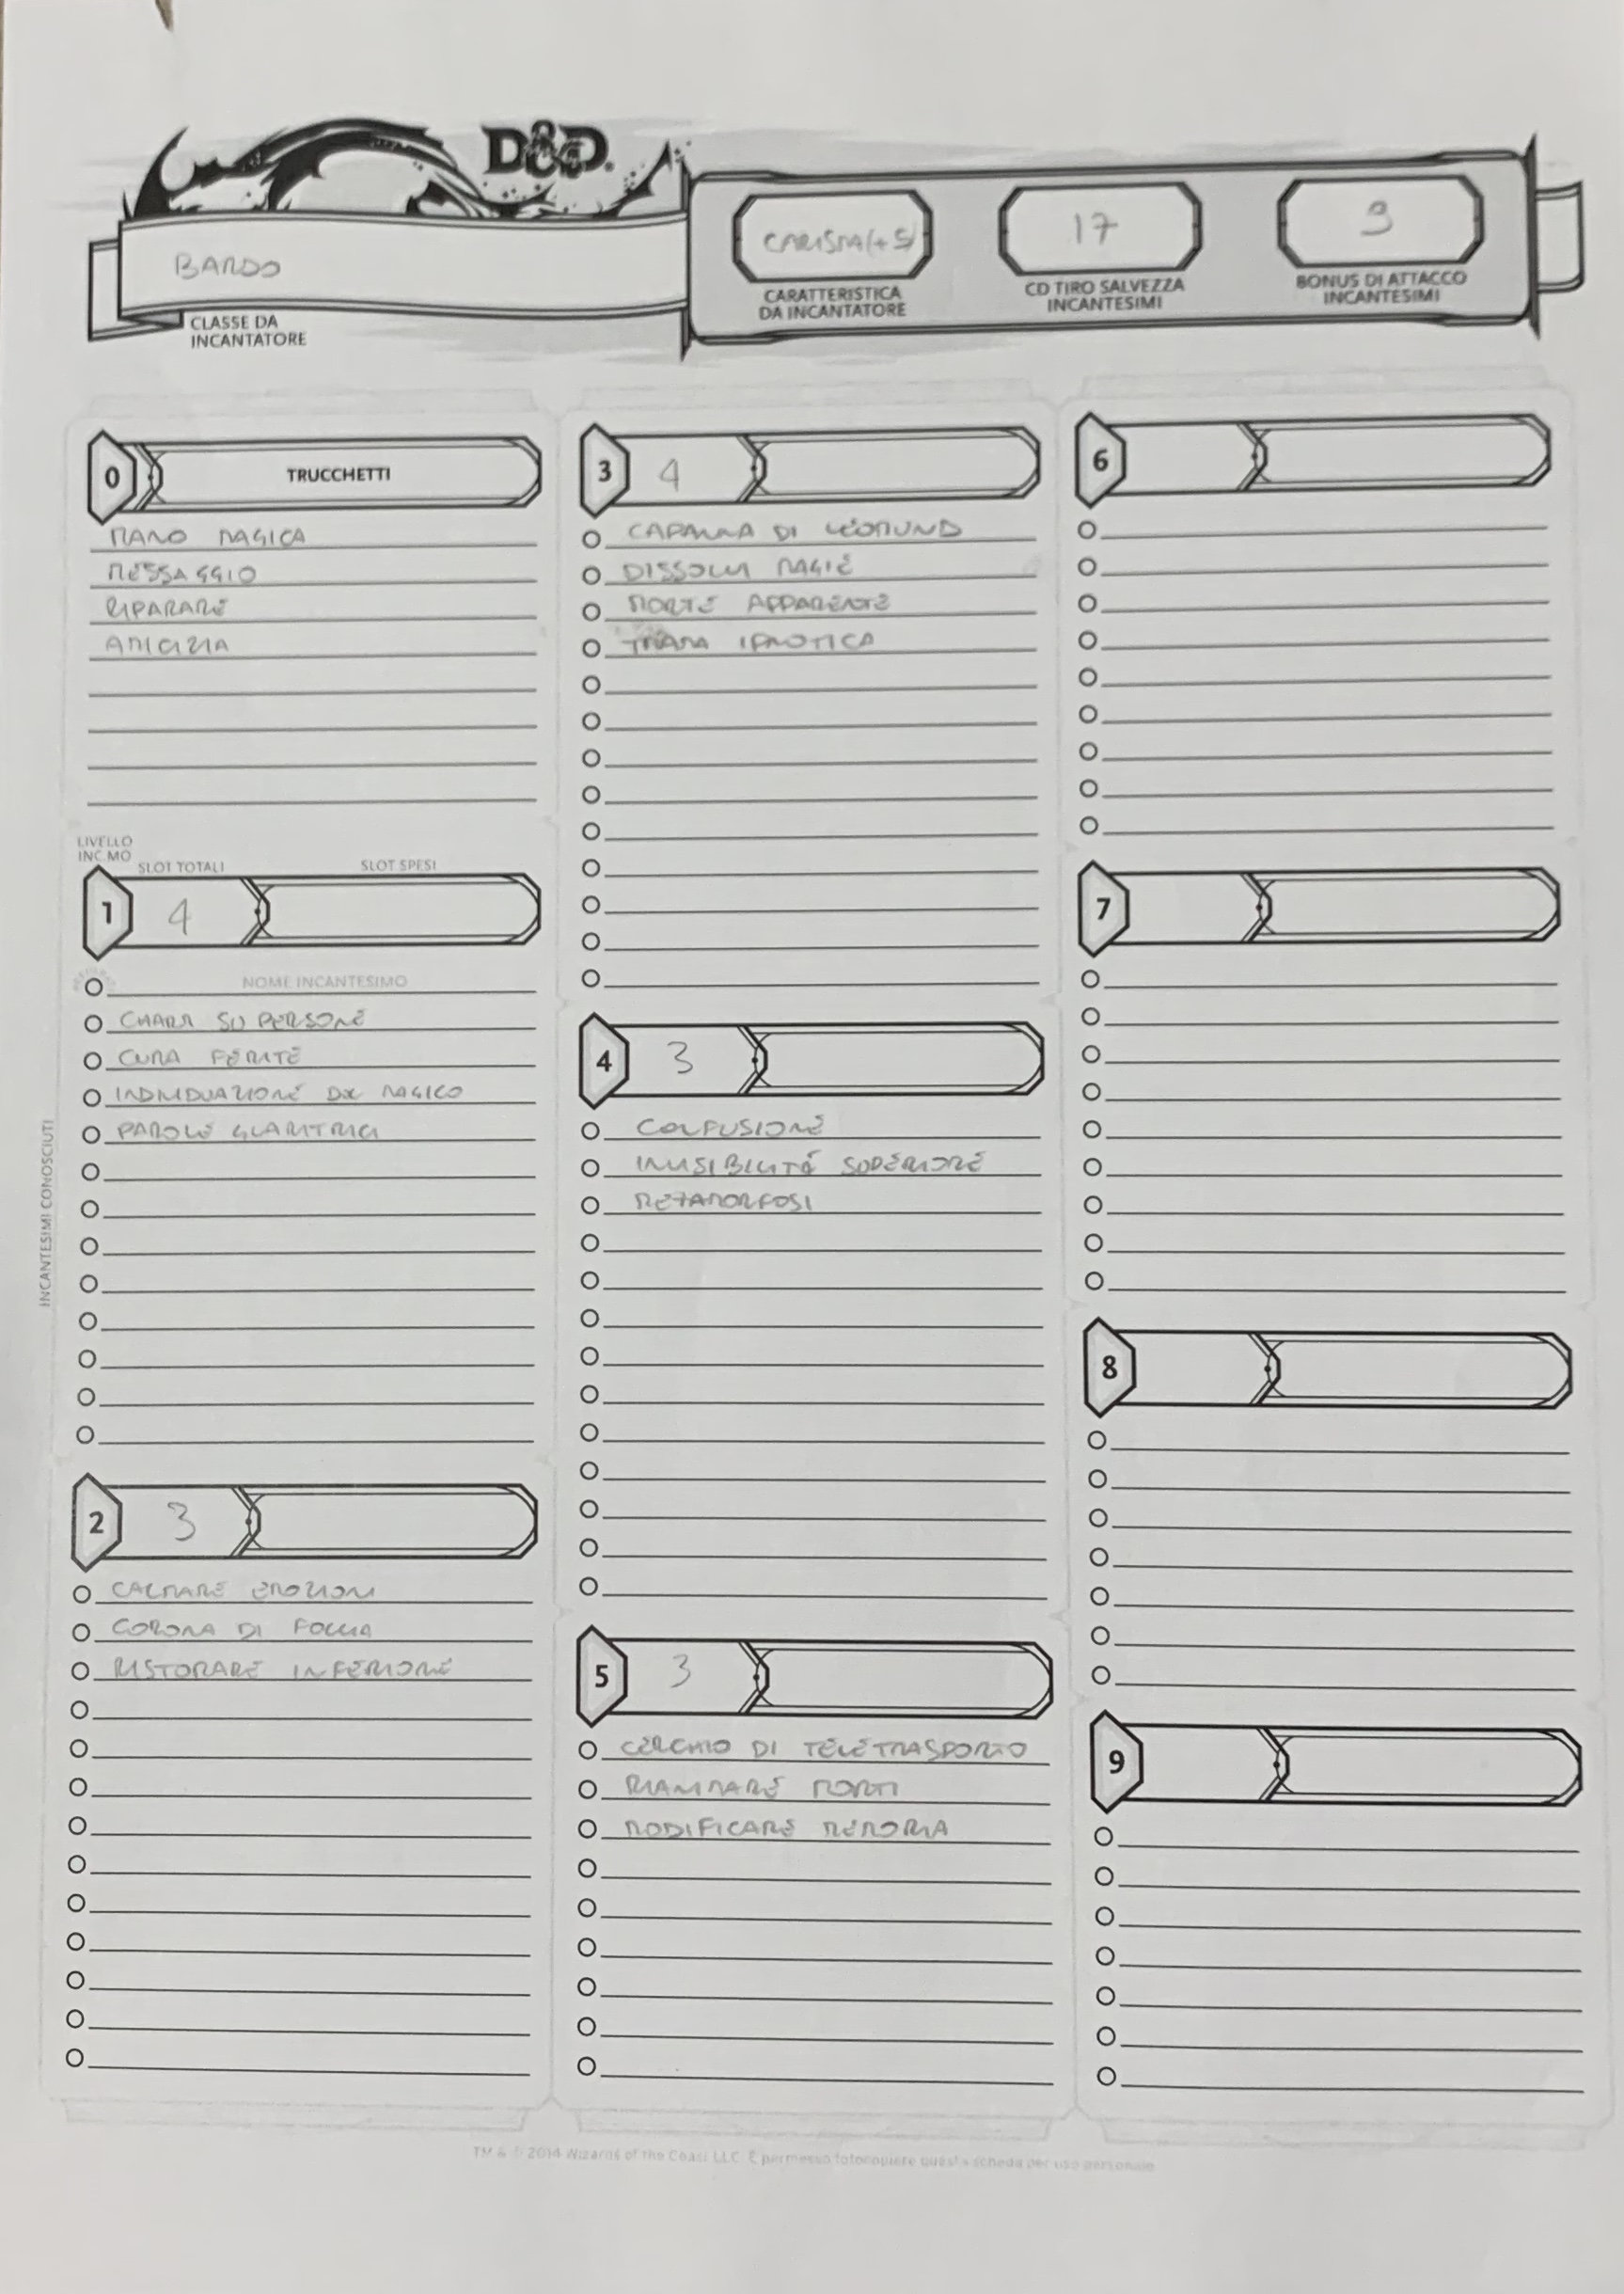 D&D
BARDO
CLASSE DA
INCANTATORE
CARISMA (+5)
CARATTERISTICA
DA INCANTATORE
17
CD TIRO SALVEZZA
INCANTESIMI
9
BONUS DI ATTACCO
INCANTESIMI
0 TRUCCHETTI
MANO MAGICA
MESSAGGIO
RIPARARE
AMICIZIA
LIVELLO
INC.MO
SLOT TOTALI
SLOT SPESI
1 4
NOME INCANTESIMO
CHARM SU PERSONE
CURA FERITE
INDIVIDUAZIONE DEL MAGICO
PAROLE GUARITRICI
INCANTESIMI CONOSCIUTI
2 3
CALMARE EMOZIONI
CORONA DI FOLLIA
RISTORARE INFERIORE
3 4
CAPANNA DI LEOMUND
DISSOLVI MAGIE
MORTE APPARENTE
TRAMA IPNOTICA
4 3
CONFUSIONE
INVISIBILITÁ SUPERIORE
METAMORFOSI
5 3
CERCHIO DI TELETRASPORTO
RIANIMARE MORTI
MODIFICARE MEMORIA
6
7
8
9
TM & © 2014 Wizards of the Coast LLC. È permesso fotocopiare questa scheda per uso personale.